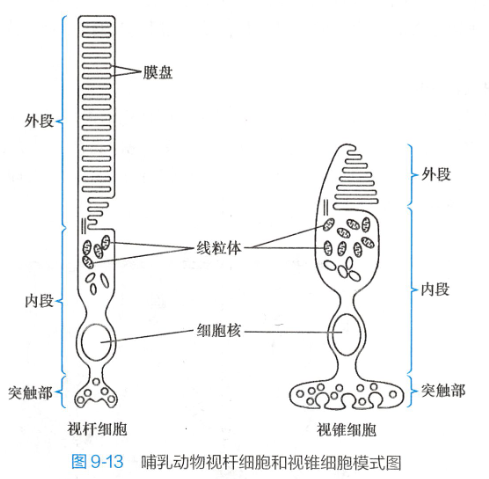 膜盘
外段
外段
线粒体
内段
内段
细胞核
突触部
突触部
视杆细胞
视锥细胞
图9-13 哺乳动物视杆细胞和视锥细胞模式图